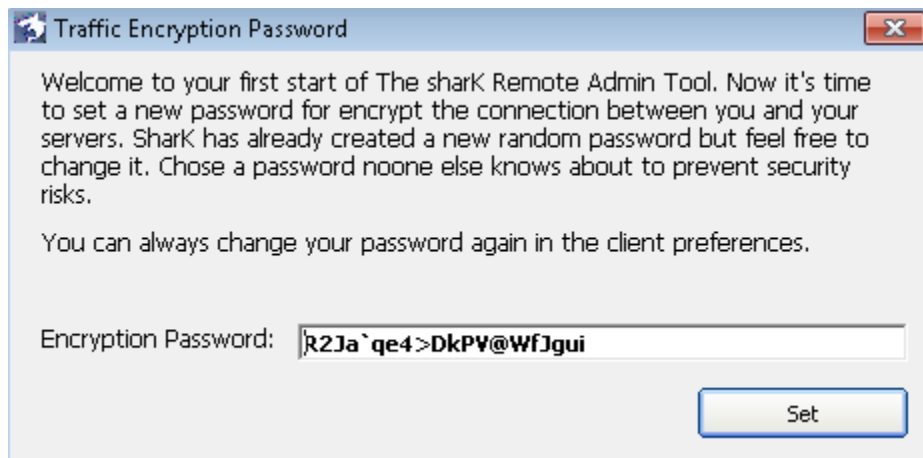 Traffic Encryption Password
Welcome to your first start of The sharK Remote Admin Tool. Now it's time
to set a new password for encrypt the connection between you and your
servers. SharK has already created a new random password but feel free to
change it. Chose a password noone else knows about to prevent security
risks.
You can always change your password again in the client preferences.
Encryption Password: R2Ja`qe4>DkPV@WfJgui
Set